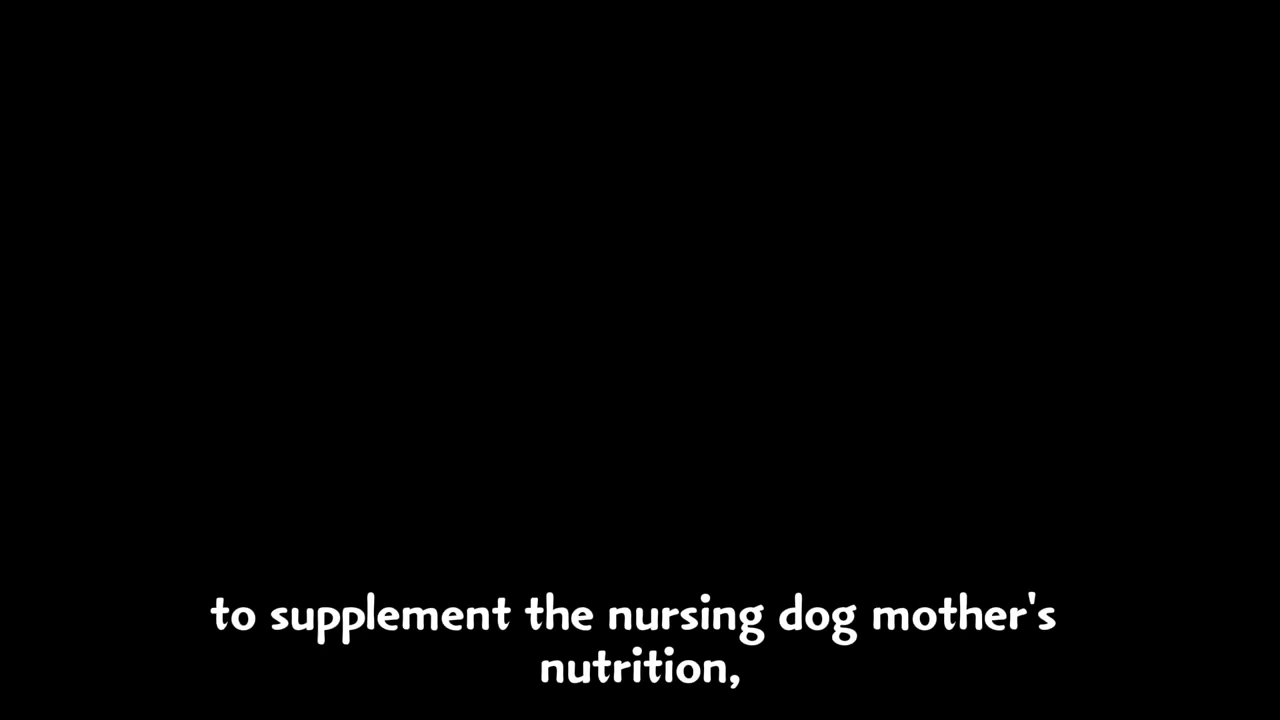 to supplement the nursing dog mother's
nutrition,